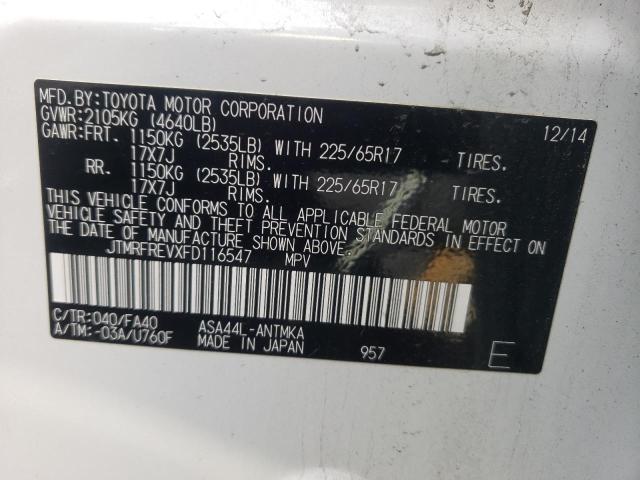 MFD.BY:TOYOTA MOTOR CORPORATION 12/14
GVWR:2105KG (4640LB)
GAWR:FRT. 1150KG (2535LB) WITH 225/65R17 TIRES.
17X7J RIMS.
RR. 1150KG (2535LB) WITH 225/65R17 TIRES.
17X7J RIMS.
THIS VEHICLE CONFORMS TO ALL APPLICABLE FEDERAL MOTOR
VEHICLE SAFETY AND THEFT PREVENTION STANDARDS IN EFFECT ON
THE DATE OF MANUFACTURE SHOWN ABOVE.
JTMRFREVXFD116547 MPV
C/TR:040/FA40 ASA44L-ANTMKA
A/TM:-03A/U760F MADE IN JAPAN 957 E